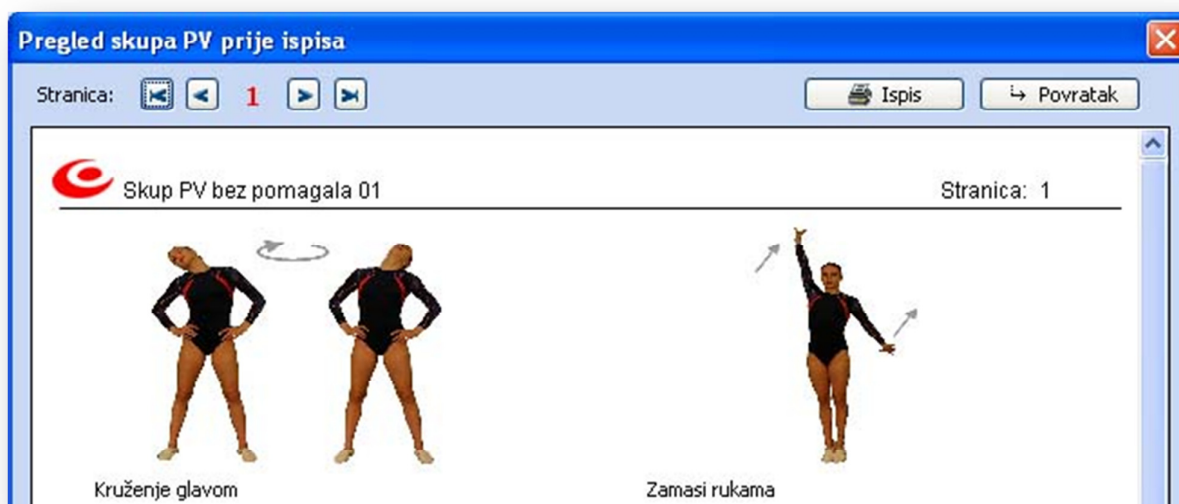 Pregled skupa PV prije ispisa
Stranica: 1 Ispis Povratak
Skup PV bez pomagala 01 Stranica: 1
Kruženje glavom Zamasi rukama